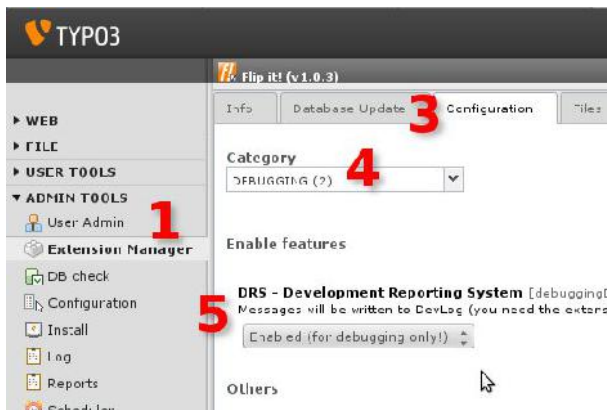 TYPO3
Flip it! (v1.0.3)
Info Database Update 3 Configuration Files
WEB
FILE
USER TOOLS
ADMIN TOOLS
User Admin
1
Extension Manager
DB check
Configuration
Install
Log
Reports
Category
DEBUGGING (2)
4
Enable features
DRS - Development Reporting System [debugging
Messages will be written to DevLog (you need the extens
5
Enabled (for debugging only!)
Others